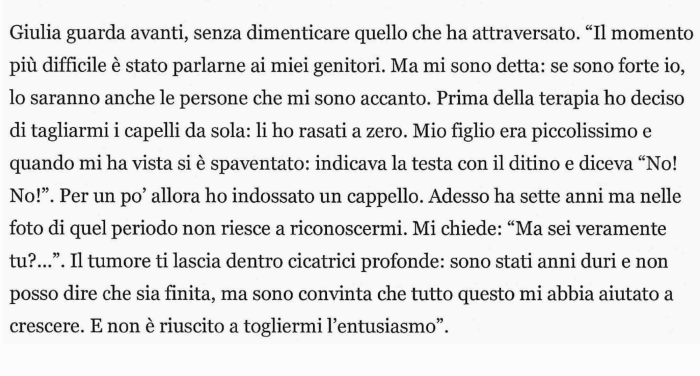 Giulia guarda avanti, senza dimenticare quello che ha attraversato. “Il momento
più difficile è stato parlarne ai miei genitori. Ma mi sono detta: se sono forte io,
lo saranno anche le persone che mi sono accanto. Prima della terapia ho deciso
di tagliarmi i capelli da sola: li ho rasati a zero. Mio figlio era piccolissimo e
quando mi ha vista si è spaventato: indicava la testa con il ditino e diceva “No!
No!”. Per un po’ allora ho indossato un cappello. Adesso ha sette anni ma nelle
foto di quel periodo non riesce a riconoscermi. Mi chiede: “Ma sei veramente
tu?...”. Il tumore ti lascia dentro cicatrici profonde: sono stati anni duri e non
posso dire che sia finita, ma sono convinta che tutto questo mi abbia aiutato a
crescere. E non è riuscito a togliermi l’entusiasmo”.